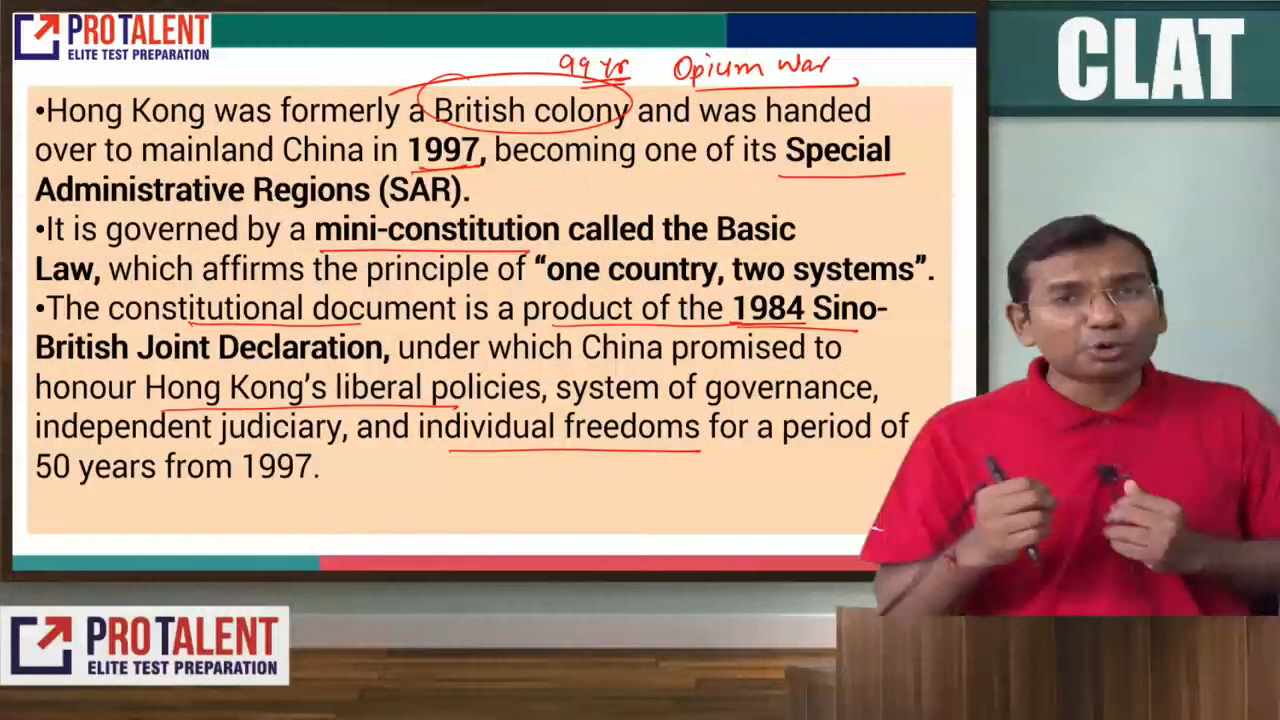 PROTALENT
ELITE TEST PREPARATION
CLAT
99 yr Opium War
•Hong Kong was formerly a British colony and was handed
over to mainland China in 1997, becoming one of its Special
Administrative Regions (SAR).
•It is governed by a mini-constitution called the Basic
Law, which affirms the principle of “one country, two systems”.
•The constitutional document is a product of the 1984 Sino-
British Joint Declaration, under which China promised to
honour Hong Kong’s liberal policies, system of governance,
independent judiciary, and individual freedoms for a period of
50 years from 1997.
PROTALENT
ELITE TEST PREPARATION